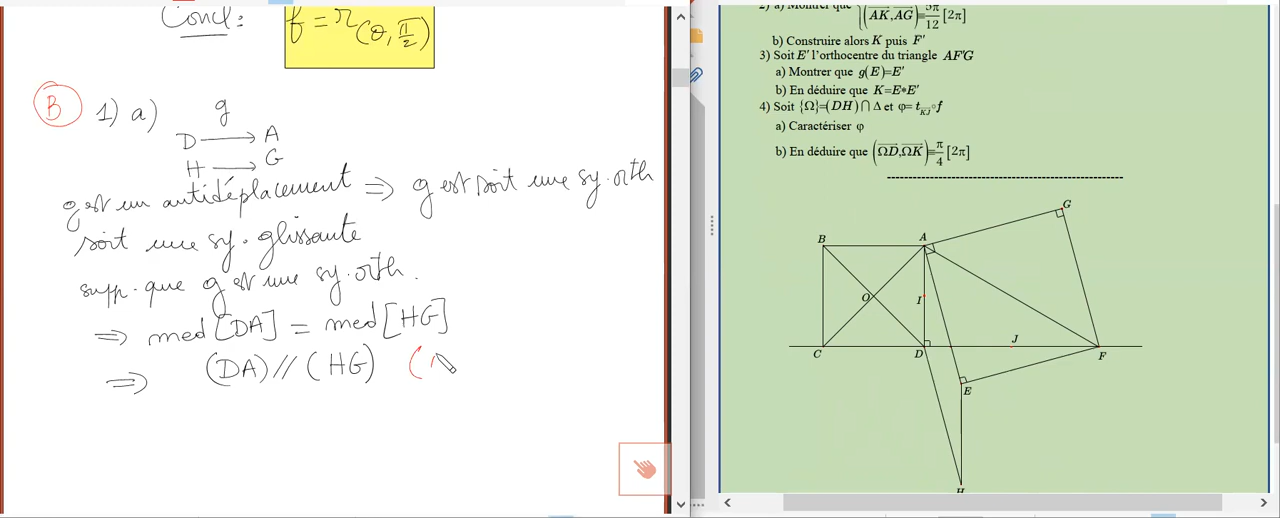 Concl:
f = r(O, π/2)
B 1) a) g
D → A
H → G
g est un antidéplacement ⇒ g est soit une sy. orth
soit une sy. glissante
supp. que g est une sy. orth.
⇒ med [DA] = med [HG]
⇒ (DA) // (HG) (
2) a) Montrer que (AK, AG) ≡ 5π/12 [2π]
b) Construire alors K puis F'
3) Soit E' l'orthocentre du triangle AF'G
a) Montrer que g(E)=E'
b) En déduire que K=E*E'
4) Soit {Ω}=(DH)∩Δ et φ= t_KJ∘f
a) Caractériser φ
b) En déduire que (ΩD,ΩK)≡π/4 [2π]
G
B A
O I
J
C D F
E
H